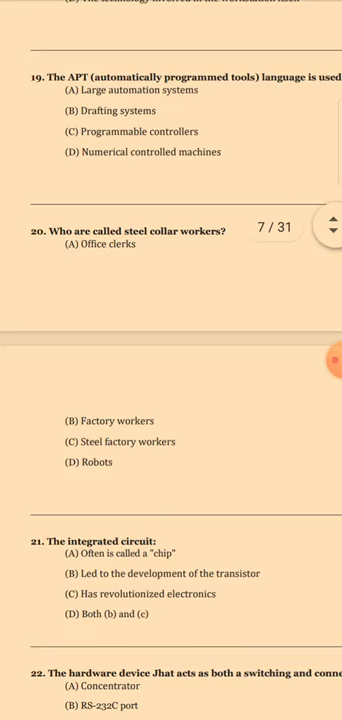 19. The APT (automatically programmed tools) language is used
(A) Large automation systems
(B) Drafting systems
(C) Programmable controllers
(D) Numerical controlled machines
20. Who are called steel collar workers?
7 / 31
(A) Office clerks
(B) Factory workers
(C) Steel factory workers
(D) Robots
21. The integrated circuit:
(A) Often is called a "chip"
(B) Led to the development of the transistor
(C) Has revolutionized electronics
(D) Both (b) and (c)
22. The hardware device Jhat acts as both a switching and
(A) Concentrator
(B) RS-232C port